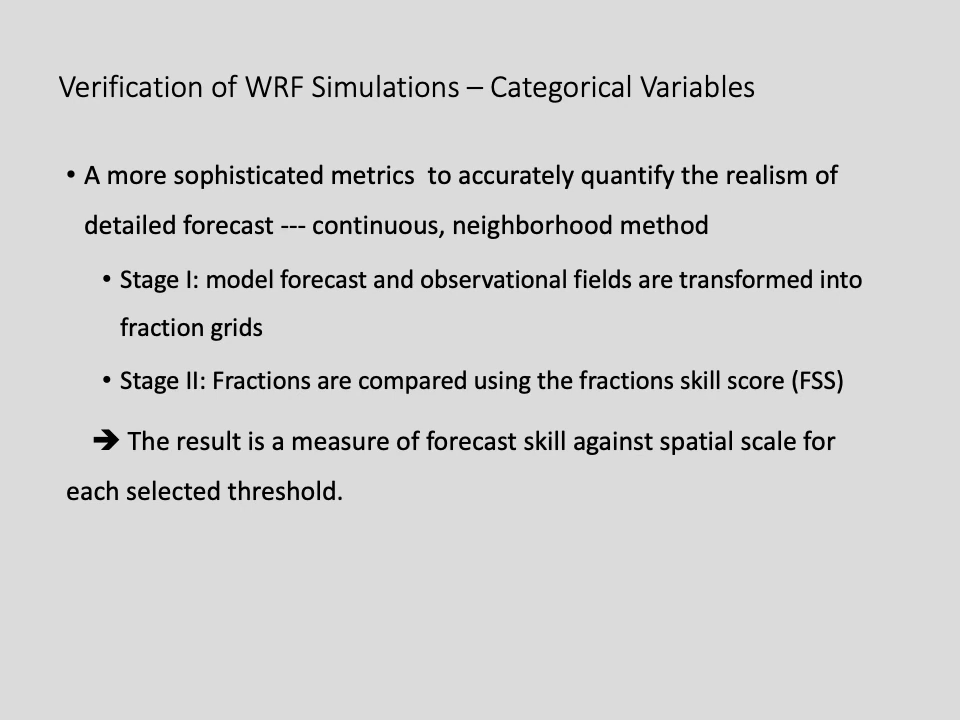 Verification of WRF Simulations – Categorical Variables
• A more sophisticated metrics  to accurately quantify the realism of
detailed forecast --- continuous, neighborhood method
• Stage I: model forecast and observational fields are transformed into
fraction grids
• Stage II: Fractions are compared using the fractions skill score (FSS)
➔ The result is a measure of forecast skill against spatial scale for
each selected threshold.